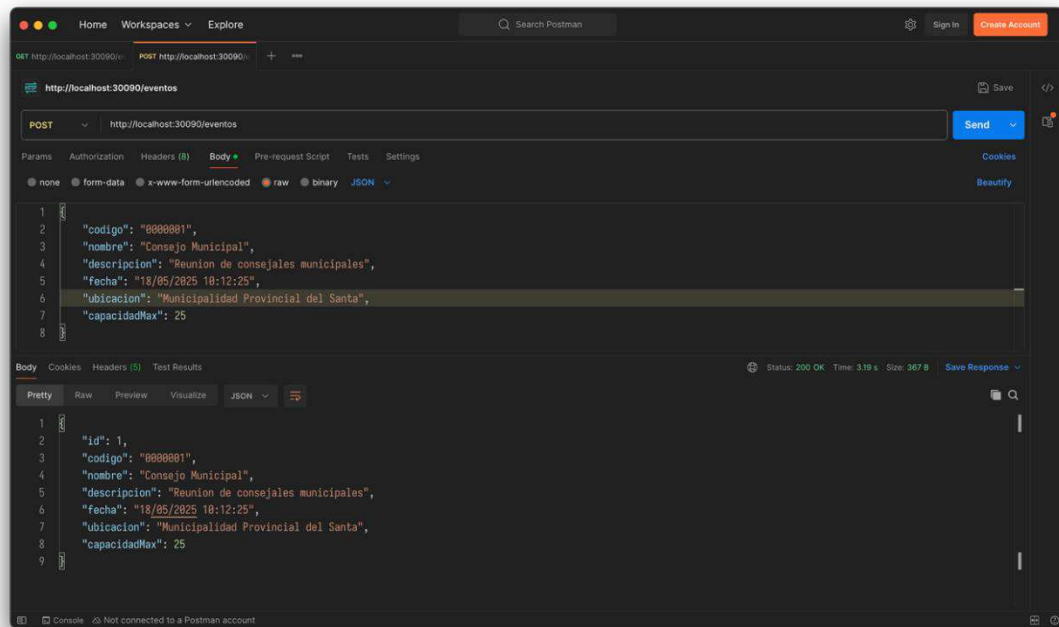 Home Workspaces Explore Search Postman Sign In Create Account
GET http://localhost:30090/e POST http://localhost:30090/e
http://localhost:30090/eventos Save
POST http://localhost:30090/eventos Send
Params Authorization Headers (8) Body Pre-request Script Tests Settings Cookies
none form-data x-www-form-urlencoded raw binary JSON Beautify
1 {
2 "codigo": "0000001",
3 "nombre": "Consejo Municipal",
4 "descripcion": "Reunion de consejales municipales",
5 "fecha": "18/05/2025 10:12:25",
6 "ubicacion": "Municipalidad Provincial del Santa",
7 "capacidadMax": 25
8 }
Body Cookies Headers (5) Test Results Status: 200 OK Time: 3.19 s Size: 367 B Save Response
Pretty Raw Preview Visualize JSON
1 {
2 "id": 1,
3 "codigo": "0000001",
4 "nombre": "Consejo Municipal",
5 "descripcion": "Reunion de consejales municipales",
6 "fecha": "18/05/2025 10:12:25",
7 "ubicacion": "Municipalidad Provincial del Santa",
8 "capacidadMax": 25
9 }
Console Not connected to a Postman account